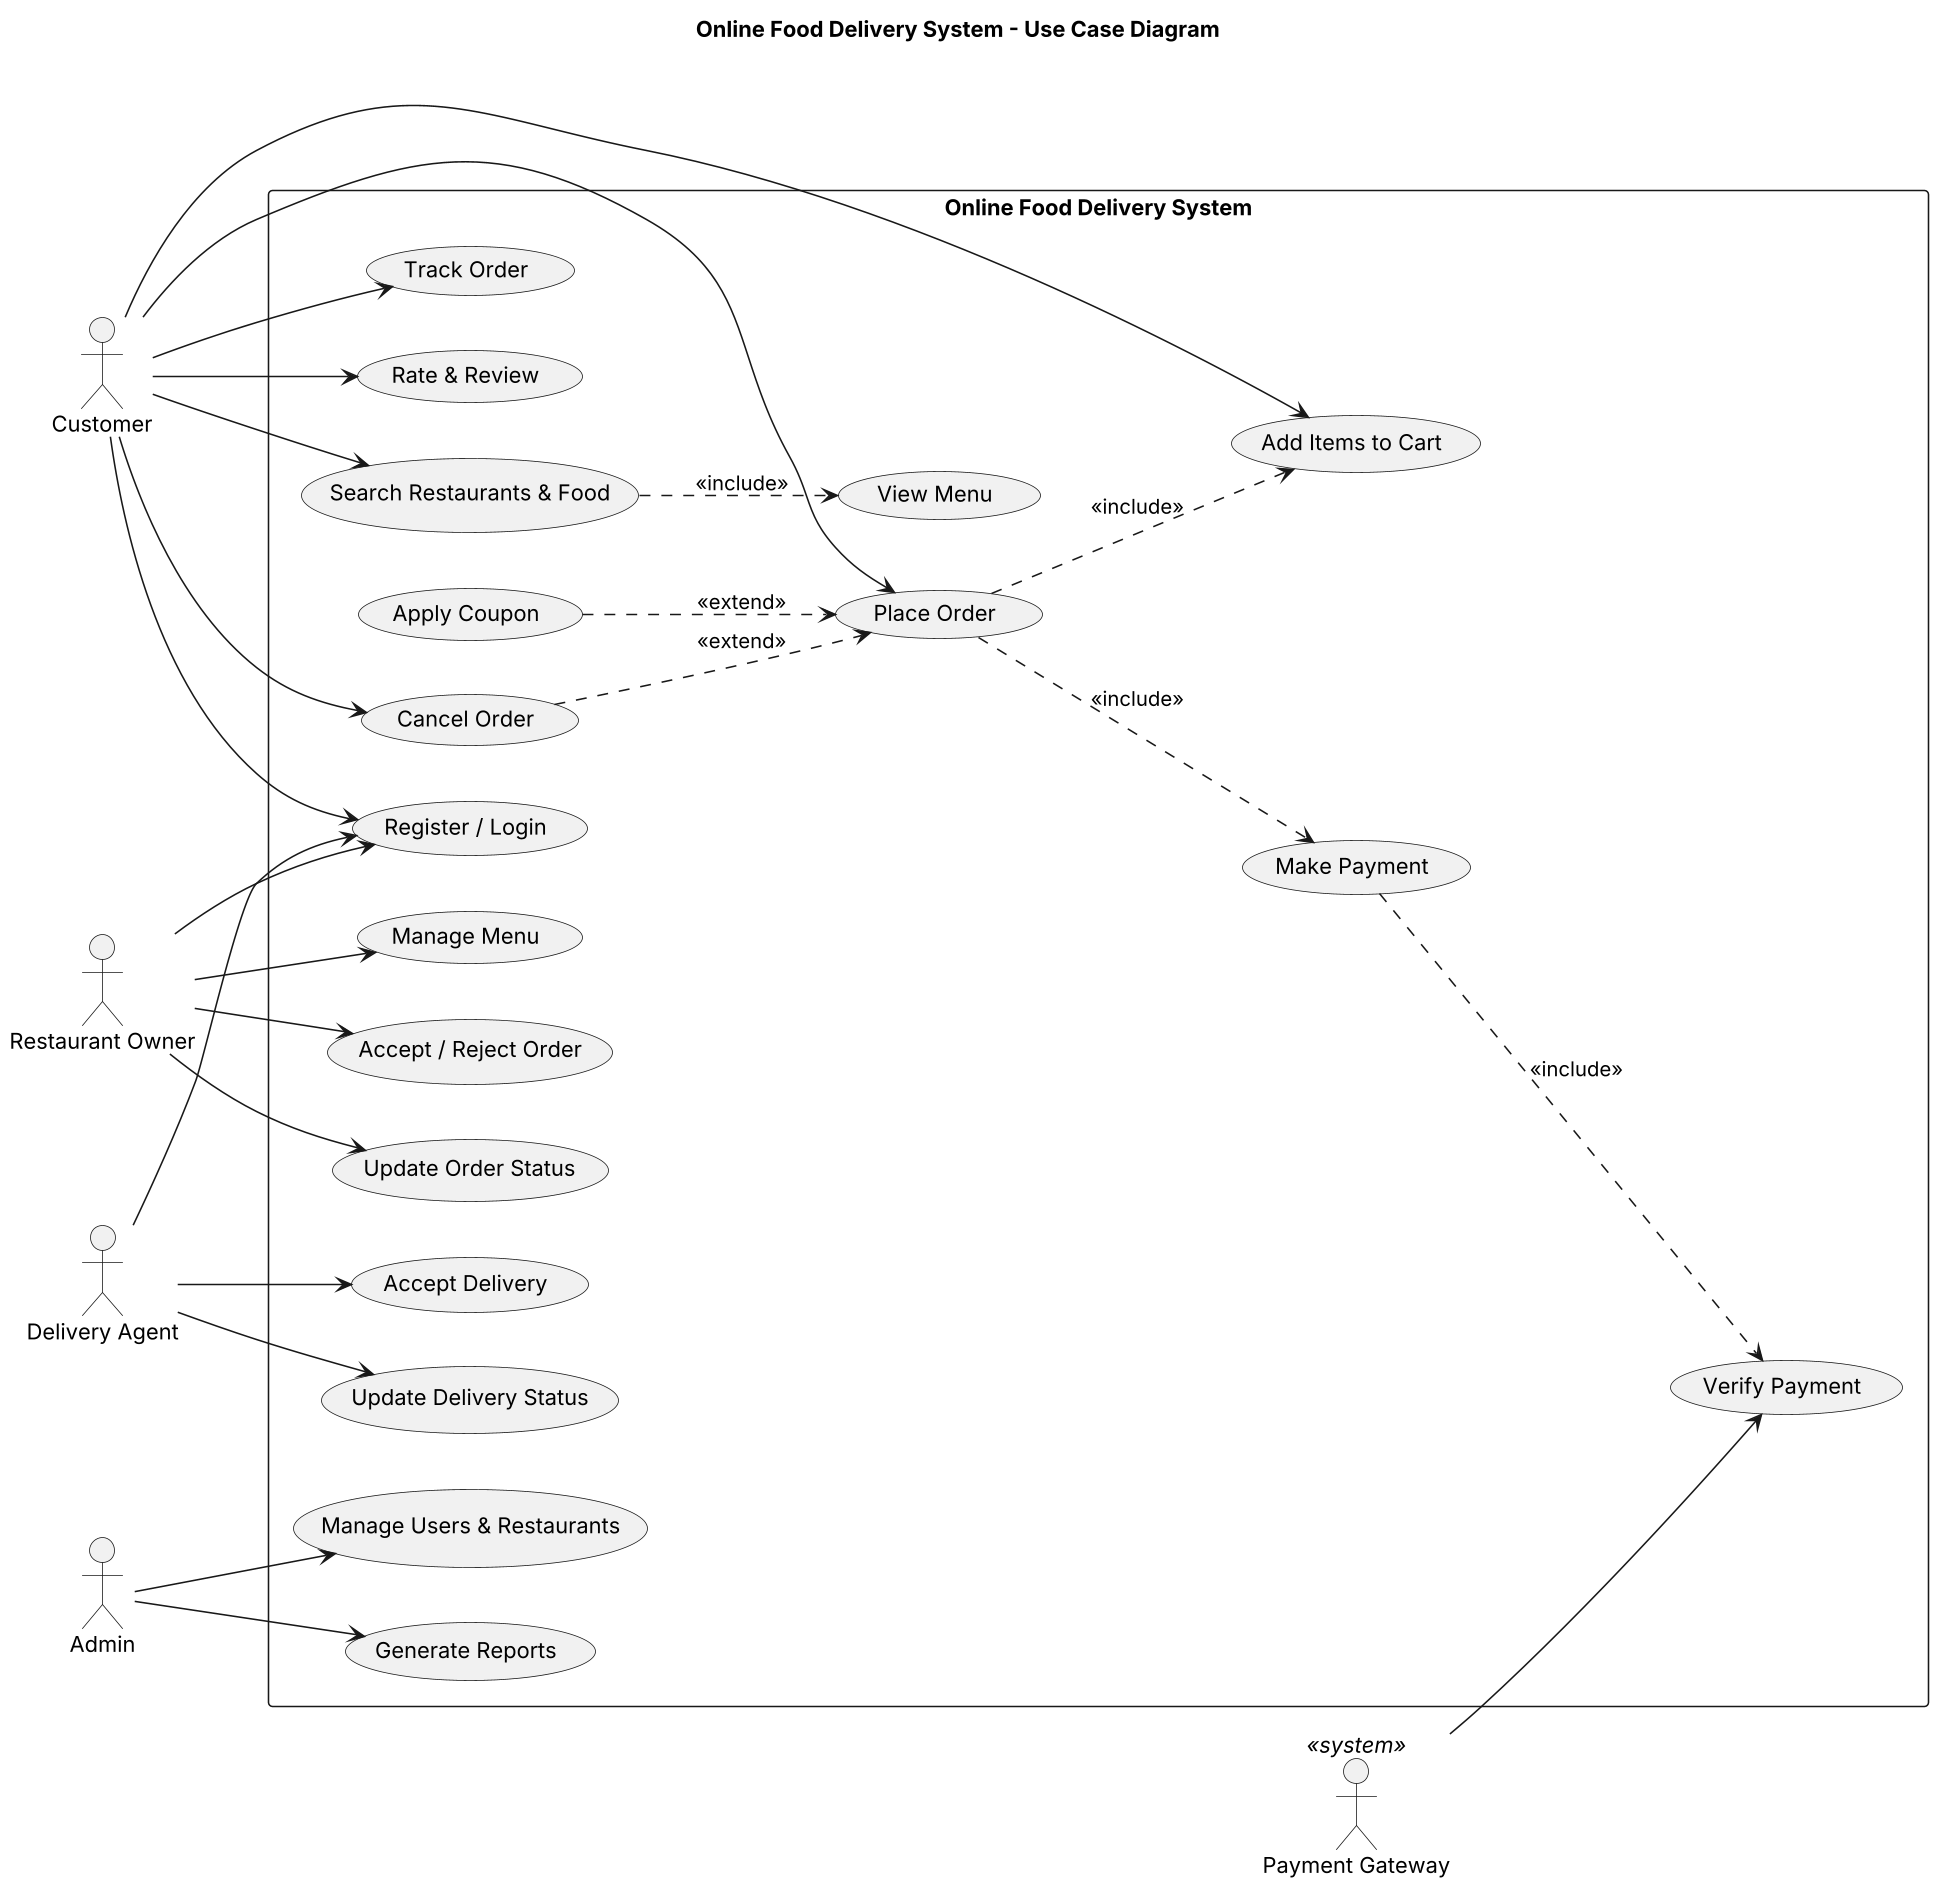 Online Food Delivery System - Use Case Diagram
Online Food Delivery System
Track Order
Rate & Review
Customer
Add Items to Cart
«include»
Search Restaurants & Food
View Menu
«include»
«extend»
Apply Coupon
Place Order
«extend»
«include»
Cancel Order
Register / Login
Make Payment
Manage Menu
Restaurant Owner
Accept / Reject Order
«include»
Update Order Status
Accept Delivery
Delivery Agent
Verify Payment
Update Delivery Status
Manage Users & Restaurants
Admin
Generate Reports
«system»
Payment Gateway